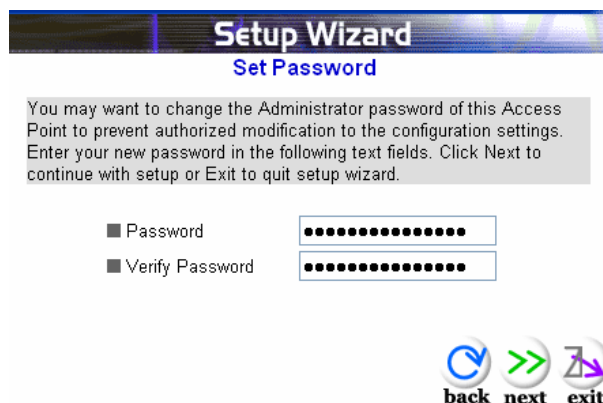 Setup Wizard
Set Password
You may want to change the Administrator password of this Access
Point to prevent authorized modification to the configuration settings.
Enter your new password in the following text fields. Click Next to
continue with setup or Exit to quit setup wizard.
Password
Verify Password
back next exit